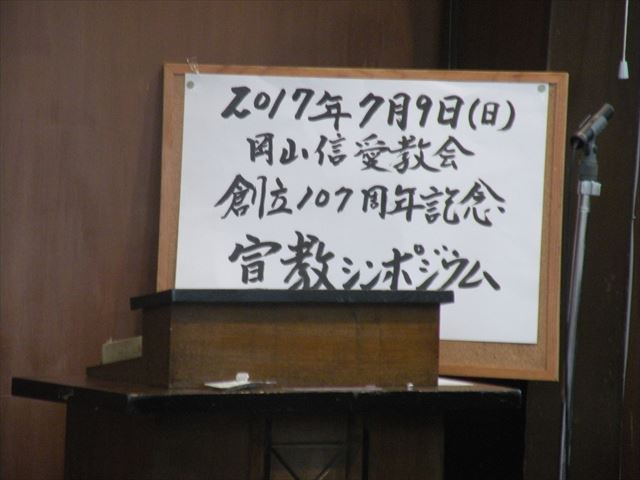 2017年7月9日(日)
岡山信愛教会
創立107周年記念
宣教シンポジウム